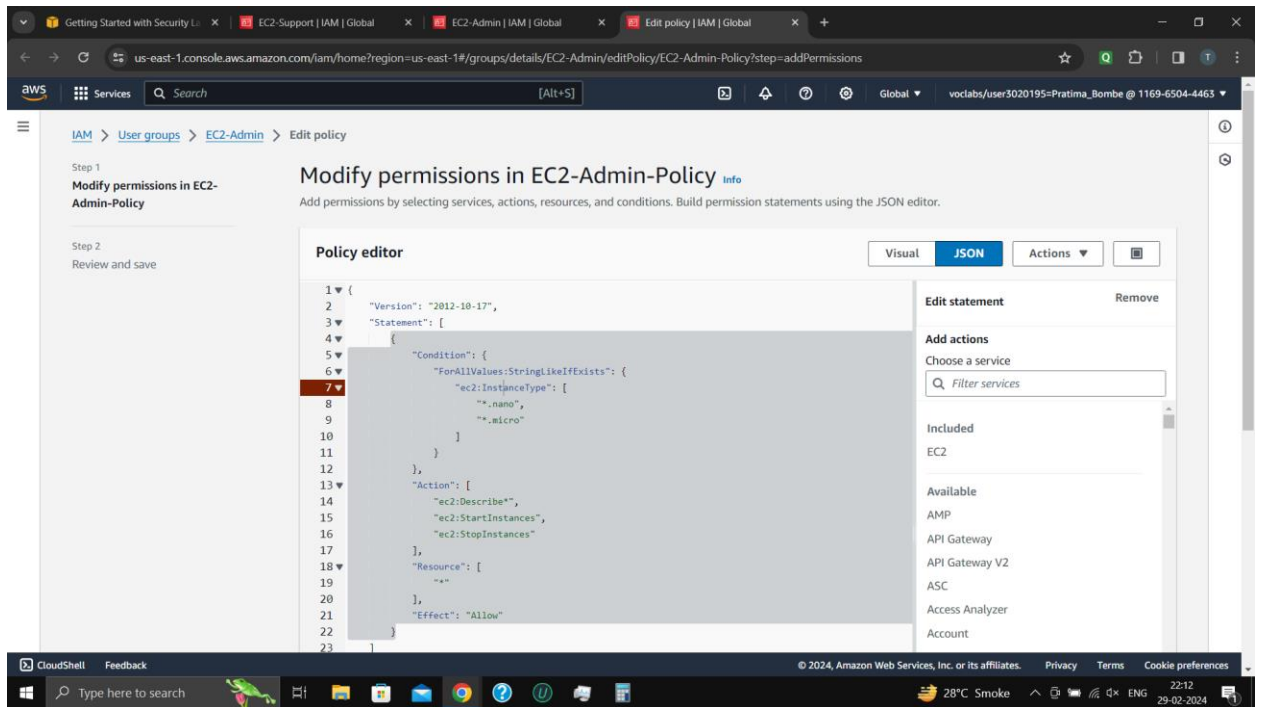 Getting Started with Security La
EC2-Support | IAM | Global
EC2-Admin | IAM | Global
Edit policy | IAM | Global
us-east-1.console.aws.amazon.com/iam/home?region=us-east-1#/groups/details/EC2-Admin/editPolicy/EC2-Admin-Policy?step=addPermissions
Q
T
aws
Services
Search
[Alt+S]
Global
voclabs/user3020195=Pratima_Bombe @ 1169-6504-4463
IAM > User groups > EC2-Admin > Edit policy
Step 1
Modify permissions in EC2-
Admin-Policy
Step 2
Review and save
Modify permissions in EC2-Admin-Policy Info
Add permissions by selecting services, actions, resources, and conditions. Build permission statements using the JSON editor.
Policy editor
Visual
JSON
Actions
1 {
2 "Version": "2012-10-17",
3 "Statement": [
4 {
5 "Condition": {
6 "ForAllValues:StringLikeIfExists": {
7 "ec2:InstanceType": [
8 "*.nano",
9 "*.micro"
10 ]
11 }
12 },
13 "Action": [
14 "ec2:Describe*",
15 "ec2:StartInstances",
16 "ec2:StopInstances"
17 ],
18 "Resource": [
19 "*"
20 ],
21 "Effect": "Allow"
22 }
23 ]
Edit statement
Remove
Add actions
Choose a service
Filter services
Included
EC2
Available
AMP
API Gateway
API Gateway V2
ASC
Access Analyzer
Account
CloudShell
Feedback
© 2024, Amazon Web Services, Inc. or its affiliates.
Privacy
Terms
Cookie preferences
Type here to search
28°C Smoke
ENG
22:12
29-02-2024